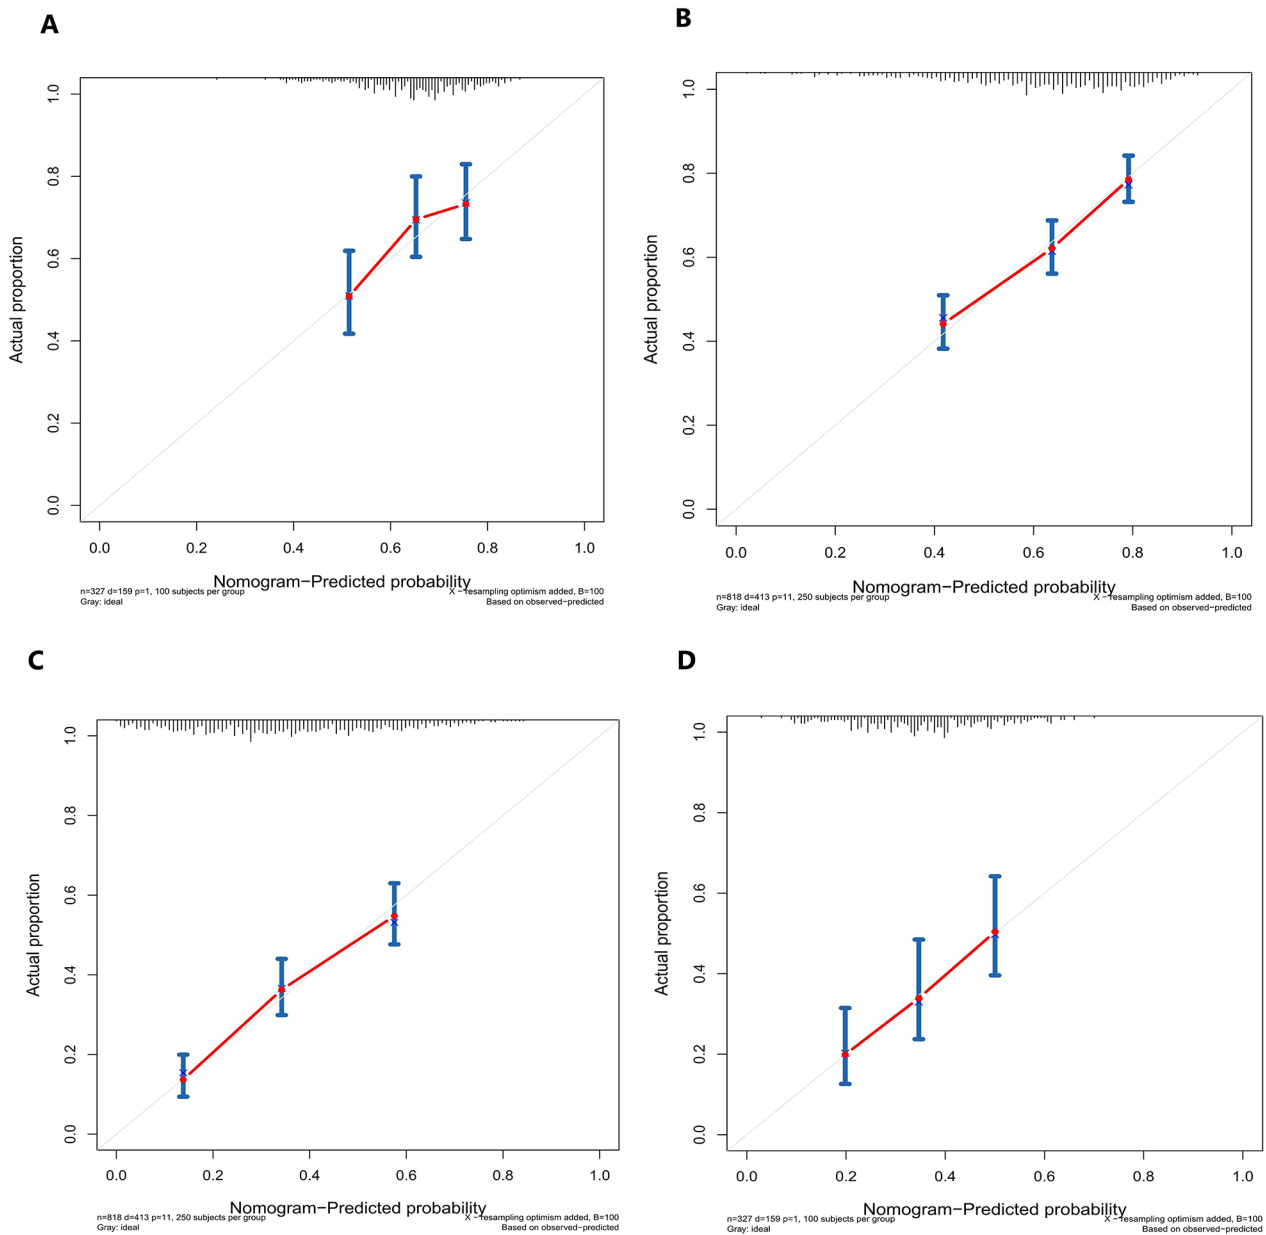 A
Actual proportion
1.0
0.8
0.6
0.4
0.2
0.0
0.0 0.2 0.4 0.6 0.8 1.0
Nomogram−Predicted probability
n=327 d=159 p=1, 100 subjects per group
Gray: ideal
X − resampling optimism added, B=100
Based on observed−predicted
B
Actual proportion
1.0
0.8
0.6
0.4
0.2
0.0
0.0 0.2 0.4 0.6 0.8 1.0
Nomogram−Predicted probability
n=818 d=413 p=11, 250 subjects per group
Gray: ideal
X − resampling optimism added, B=100
Based on observed−predicted
C
Actual proportion
1.0
0.8
0.6
0.4
0.2
0.0
0.0 0.2 0.4 0.6 0.8 1.0
Nomogram−Predicted probability
n=818 d=413 p=11, 250 subjects per group
Gray: ideal
X − resampling optimism added, B=100
Based on observed−predicted
D
Actual proportion
1.0
0.8
0.6
0.4
0.2
0.0
0.0 0.2 0.4 0.6 0.8 1.0
Nomogram−Predicted probability
n=327 d=159 p=1, 100 subjects per group
Gray: ideal
X − resampling optimism added, B=100
Based on observed−predicted